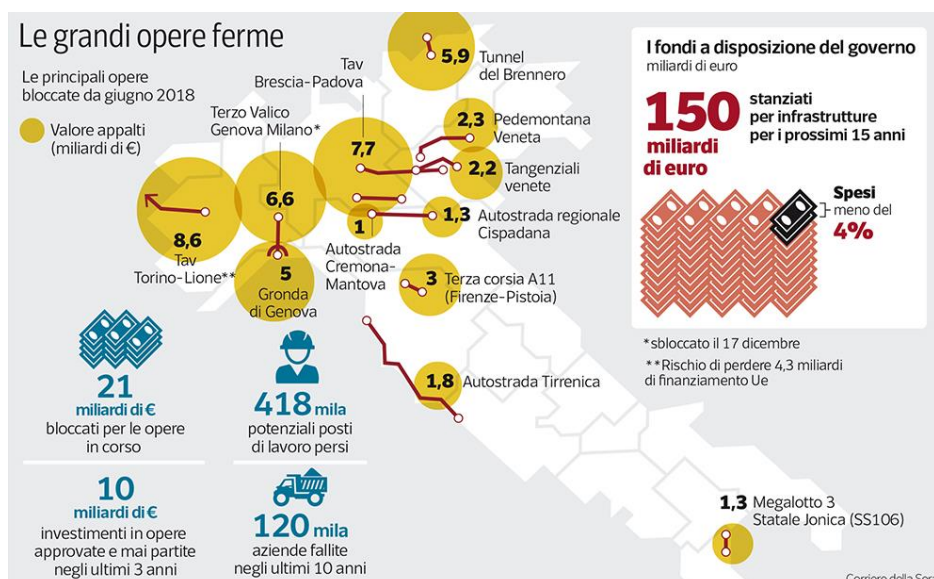 Le grandi opere ferme
Le principali opere
bloccate da giugno 2018
Valore appalti
(miliardi di €)
Terzo Valico
Genova Milano*
6,6
Tav
Brescia-Padova
7,7
5,9
Tunnel
del Brennero
2,3
Pedemontana
Veneta
2,2
Tangenziali
venete
1,3
Autostrada regionale
Cispadana
1
Autostrada
Cremona-
Mantova
8,6
Tav
Torino-Lione**
5
Gronda
di Genova
3
Terza corsia A11
(Firenze-Pistoia)
1,8
Autostrada Tirrenica
1,3
Megalotto 3
Statale Jonica (SS106)
21
miliardi di €
bloccati per le opere
in corso
418 mila
potenziali posti
di lavoro persi
10
miliardi di €
investimenti in opere
approvate e mai partite
negli ultimi 3 anni
120 mila
aziende fallite
negli ultimi 10 anni
I fondi a disposizione del governo
miliardi di euro
150
miliardi
di euro
stanziati
per infrastrutture
per i prossimi 15 anni
Spesi
meno del
4%
*sbloccato il 17 dicembre
**Rischio di perdere 4,3 miliardi
di finanziamento Ue
Corriere della